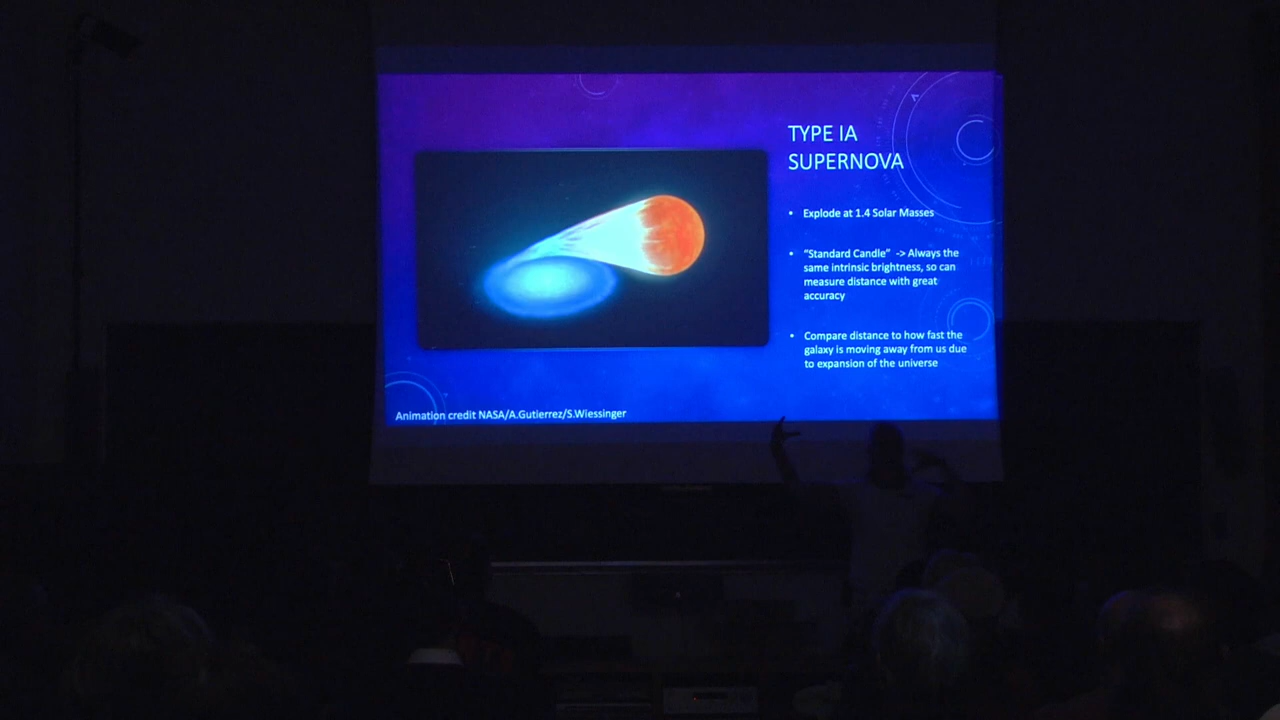 TYPE IA
SUPERNOVA
• Explode at 1.4 Solar Masses
• “Standard Candle” -> Always the
same intrinsic brightness, so can
measure distance with great
accuracy
• Compare distance to how fast the
galaxy is moving away from us due
to expansion of the universe
Animation credit NASA/A.Gutierrez/S.Wiessinger